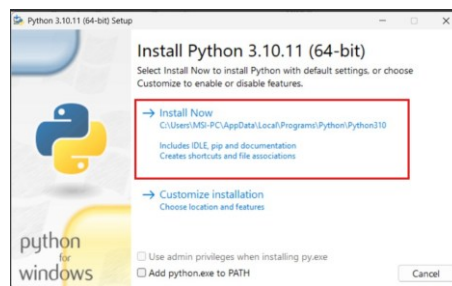 Python 3.10.11 (64-bit) Setup
Install Python 3.10.11 (64-bit)
Select Install Now to install Python with default settings, or choose
Customize to enable or disable features.
Install Now
C:\Users\MSI-PC\AppData\Local\Programs\Python\Python310
Includes IDLE, pip and documentation
Creates shortcuts and file associations
Customize installation
Choose location and features
python
for
windows
Use admin privileges when installing py.exe
Add python.exe to PATH
Cancel